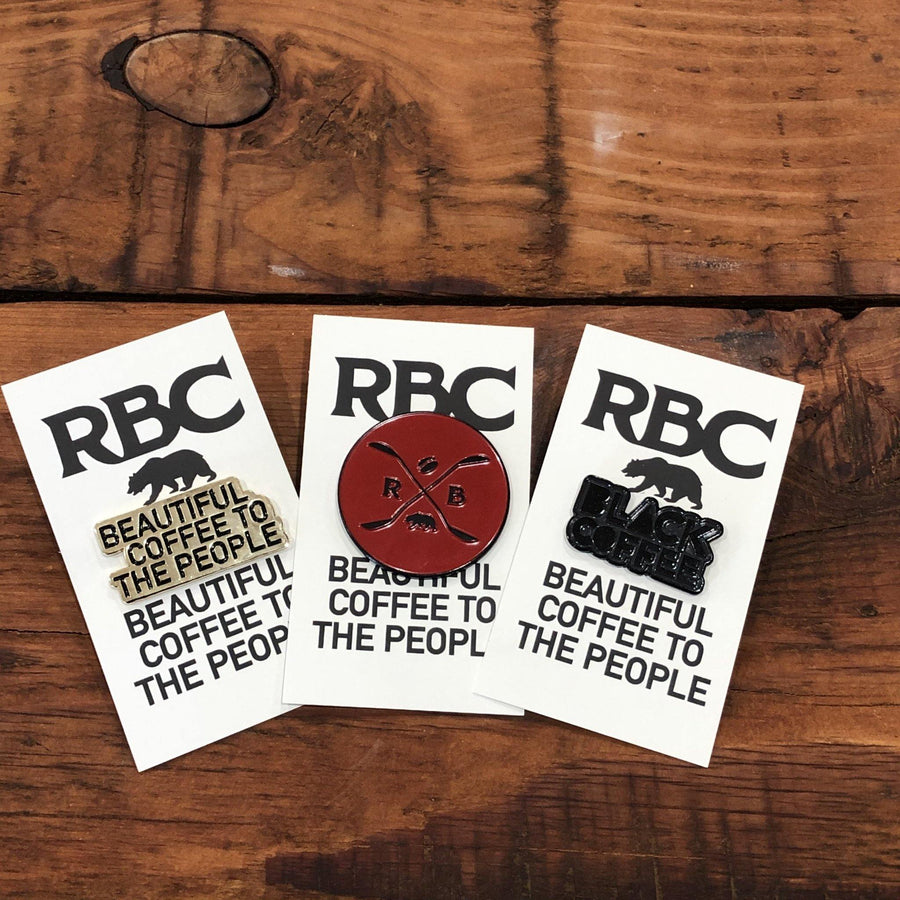 RBC
BEAUTIFUL
COFFEE TO
THE PEOPLE
BEAUTIFUL
COFFEE TO
THE PEOP
RBC
R B
BEAUTIFUL
COFFEE TO
THE PEOPL
RBC
BLACK
COFFEE
BEAUTIFUL
COFFEE TO
THE PEOPLE